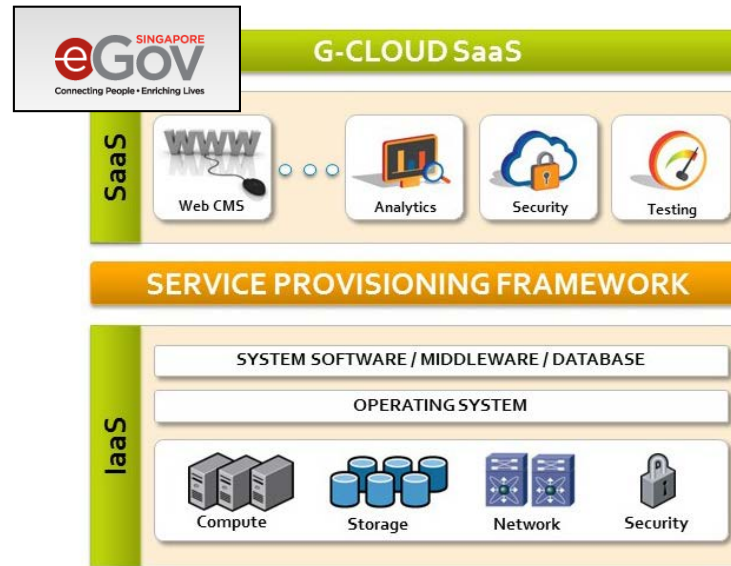 SINGAPORE
eGov
Connecting People • Enriching Lives
G-CLOUD SaaS
SaaS
WWW
Web CMS
Analytics
Security
Testing
SERVICE PROVISIONING FRAMEWORK
IaaS
SYSTEM SOFTWARE / MIDDLEWARE / DATABASE
OPERATING SYSTEM
Compute
Storage
Network
Security